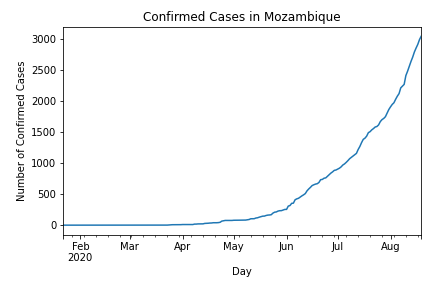 Confirmed Cases in Mozambique
Number of Confirmed Cases
3000
2500
2000
1500
1000
500
0
Feb Mar Apr May Jun Jul Aug
2020
Day